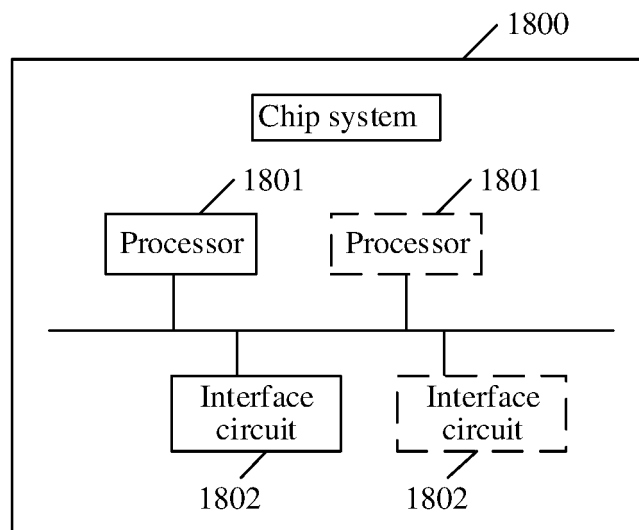 1800
Chip system
1801
1801
Processor
Processor
Interface
circuit
Interface
circuit
1802
1802